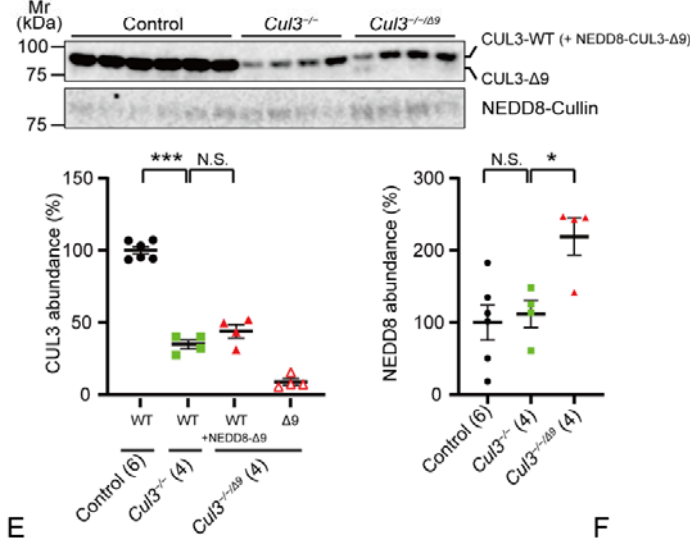 Mr
(kDa)
Control
Cul3⁻/⁻
Cul3⁻/⁻/Δ9
100
75
CUL3-WT (+ NEDD8-CUL3-Δ9)
CUL3-Δ9
75
NEDD8-Cullin
CUL3 abundance (%)
150
100
50
0
***
N.S.
WT
WT
WT
Δ9
+NEDD8-Δ9
Control (6)
Cul3⁻/⁻ (4)
Cul3⁻/⁻/Δ9 (4)
NEDD8 abundance (%)
300
200
100
0
N.S.
*
Control (6)
Cul3⁻/⁻ (4)
Cul3⁻/⁻/Δ9 (4)
E
F